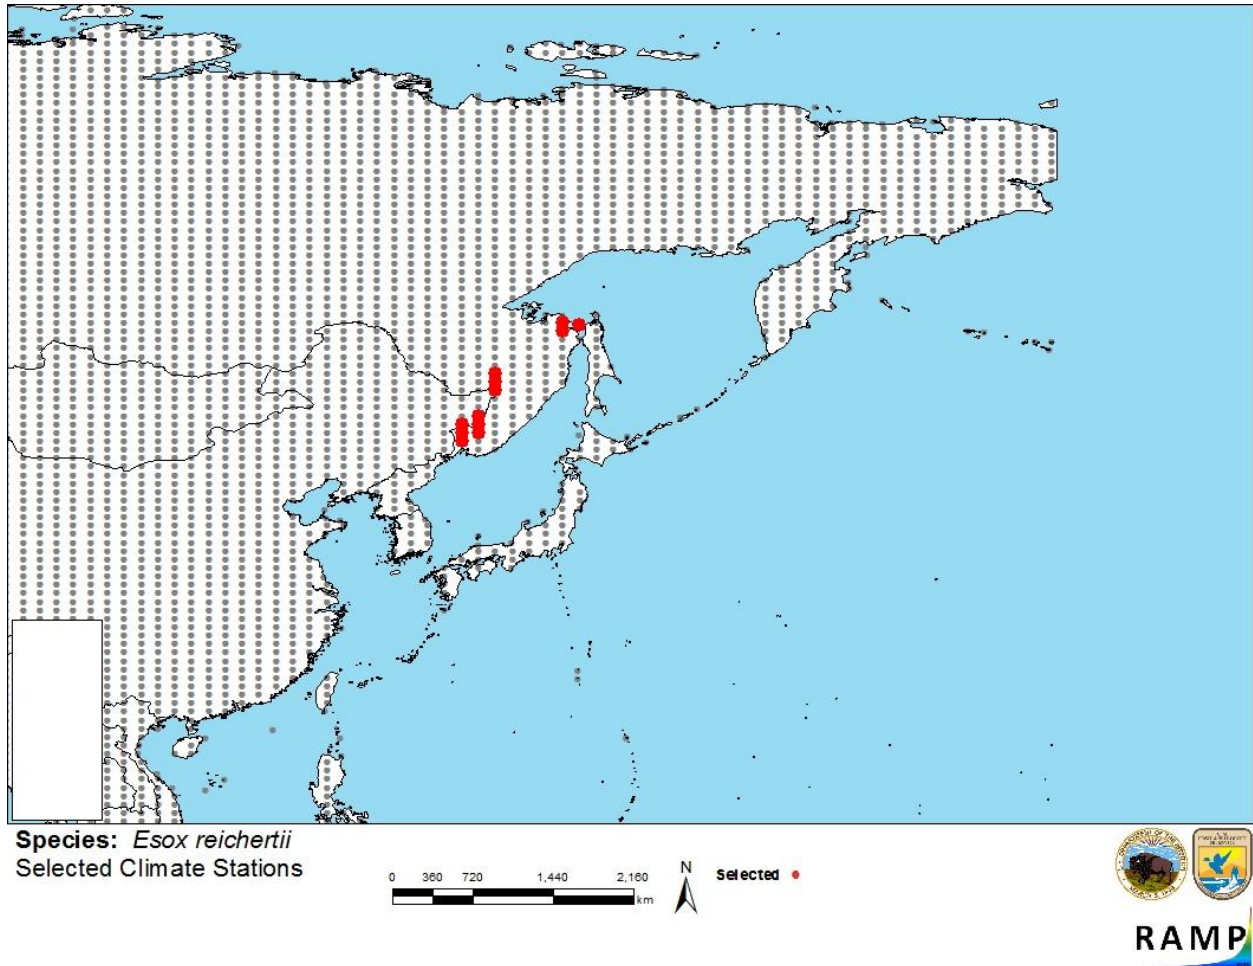 Species: Esox reichertii
Selected Climate Stations
0 360 720 1,440 2,160
km
N
Selected
RAMP